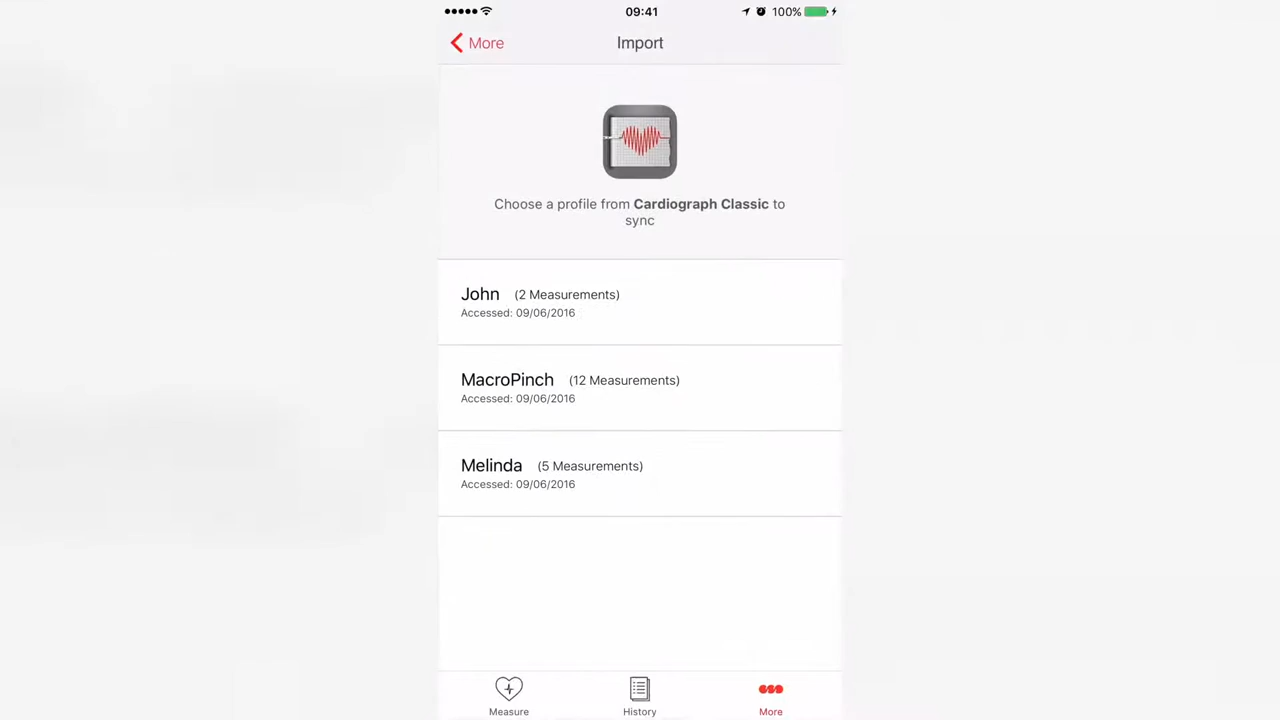 09:41
100%
More
Import
Choose a profile from Cardiograph Classic to
sync
John (2 Measurements)
Accessed: 09/06/2016
MacroPinch (12 Measurements)
Accessed: 09/06/2016
Melinda (5 Measurements)
Accessed: 09/06/2016
Measure
History
More